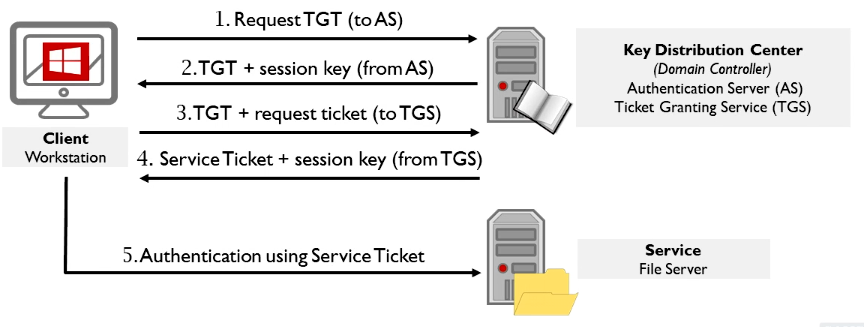 1. Request TGT (to AS)
2. TGT + session key (from AS)
3. TGT + request ticket (to TGS)
4. Service Ticket + session key (from TGS)
5. Authentication using Service Ticket
Client
Workstation
Key Distribution Center
(Domain Controller)
Authentication Server (AS)
Ticket Granting Service (TGS)
Service
File Server